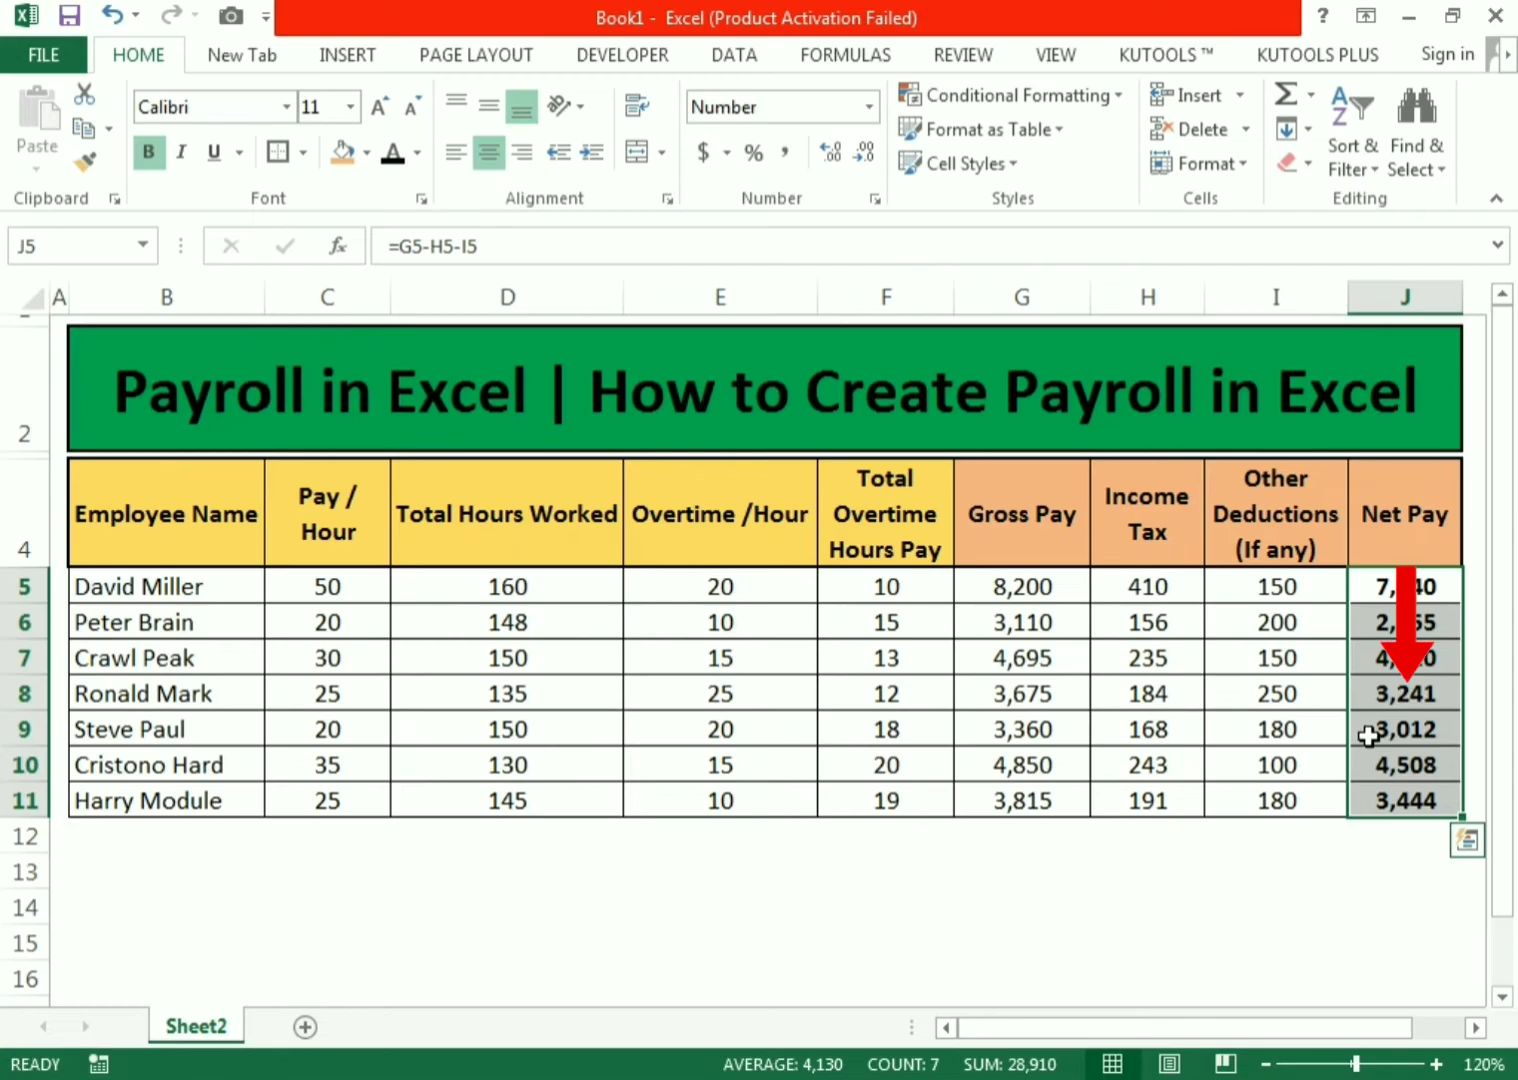 Book1 - Excel (Product Activation Failed)
FILE HOME New Tab INSERT PAGE LAYOUT DEVELOPER DATA FORMULAS REVIEW VIEW KUTOOLS ™ KUTOOLS PLUS Sign in
Calibri 11 Number Conditional Formatting Insert
Paste Format as Table Delete Sort & Find &
B I U A $ % , Cell Styles Format Filter Select
Clipboard Font Alignment Number Styles Cells Editing
J5 fx =G5-H5-I5
A B C D E F G H I J
2 Payroll in Excel | How to Create Payroll in Excel
4 Employee Name Pay / Hour Total Hours Worked Overtime /Hour Total Overtime Hours Pay Gross Pay Income Tax Other Deductions (If any) Net Pay
5 David Miller 50 160 20 10 8,200 410 150
6 Peter Brain 20 148 10 15 3,110 156 200
7 Crawl Peak 30 150 15 13 4,695 235 150
8 Ronald Mark 25 135 25 12 3,675 184 250 3,241
9 Steve Paul 20 150 20 18 3,360 168 180 3,012
10 Cristono Hard 35 130 15 20 4,850 243 100 4,508
11 Harry Module 25 145 10 19 3,815 191 180 3,444
12
13
14
15
16
Sheet2
READY AVERAGE: 4,130 COUNT: 7 SUM: 28,910 120%